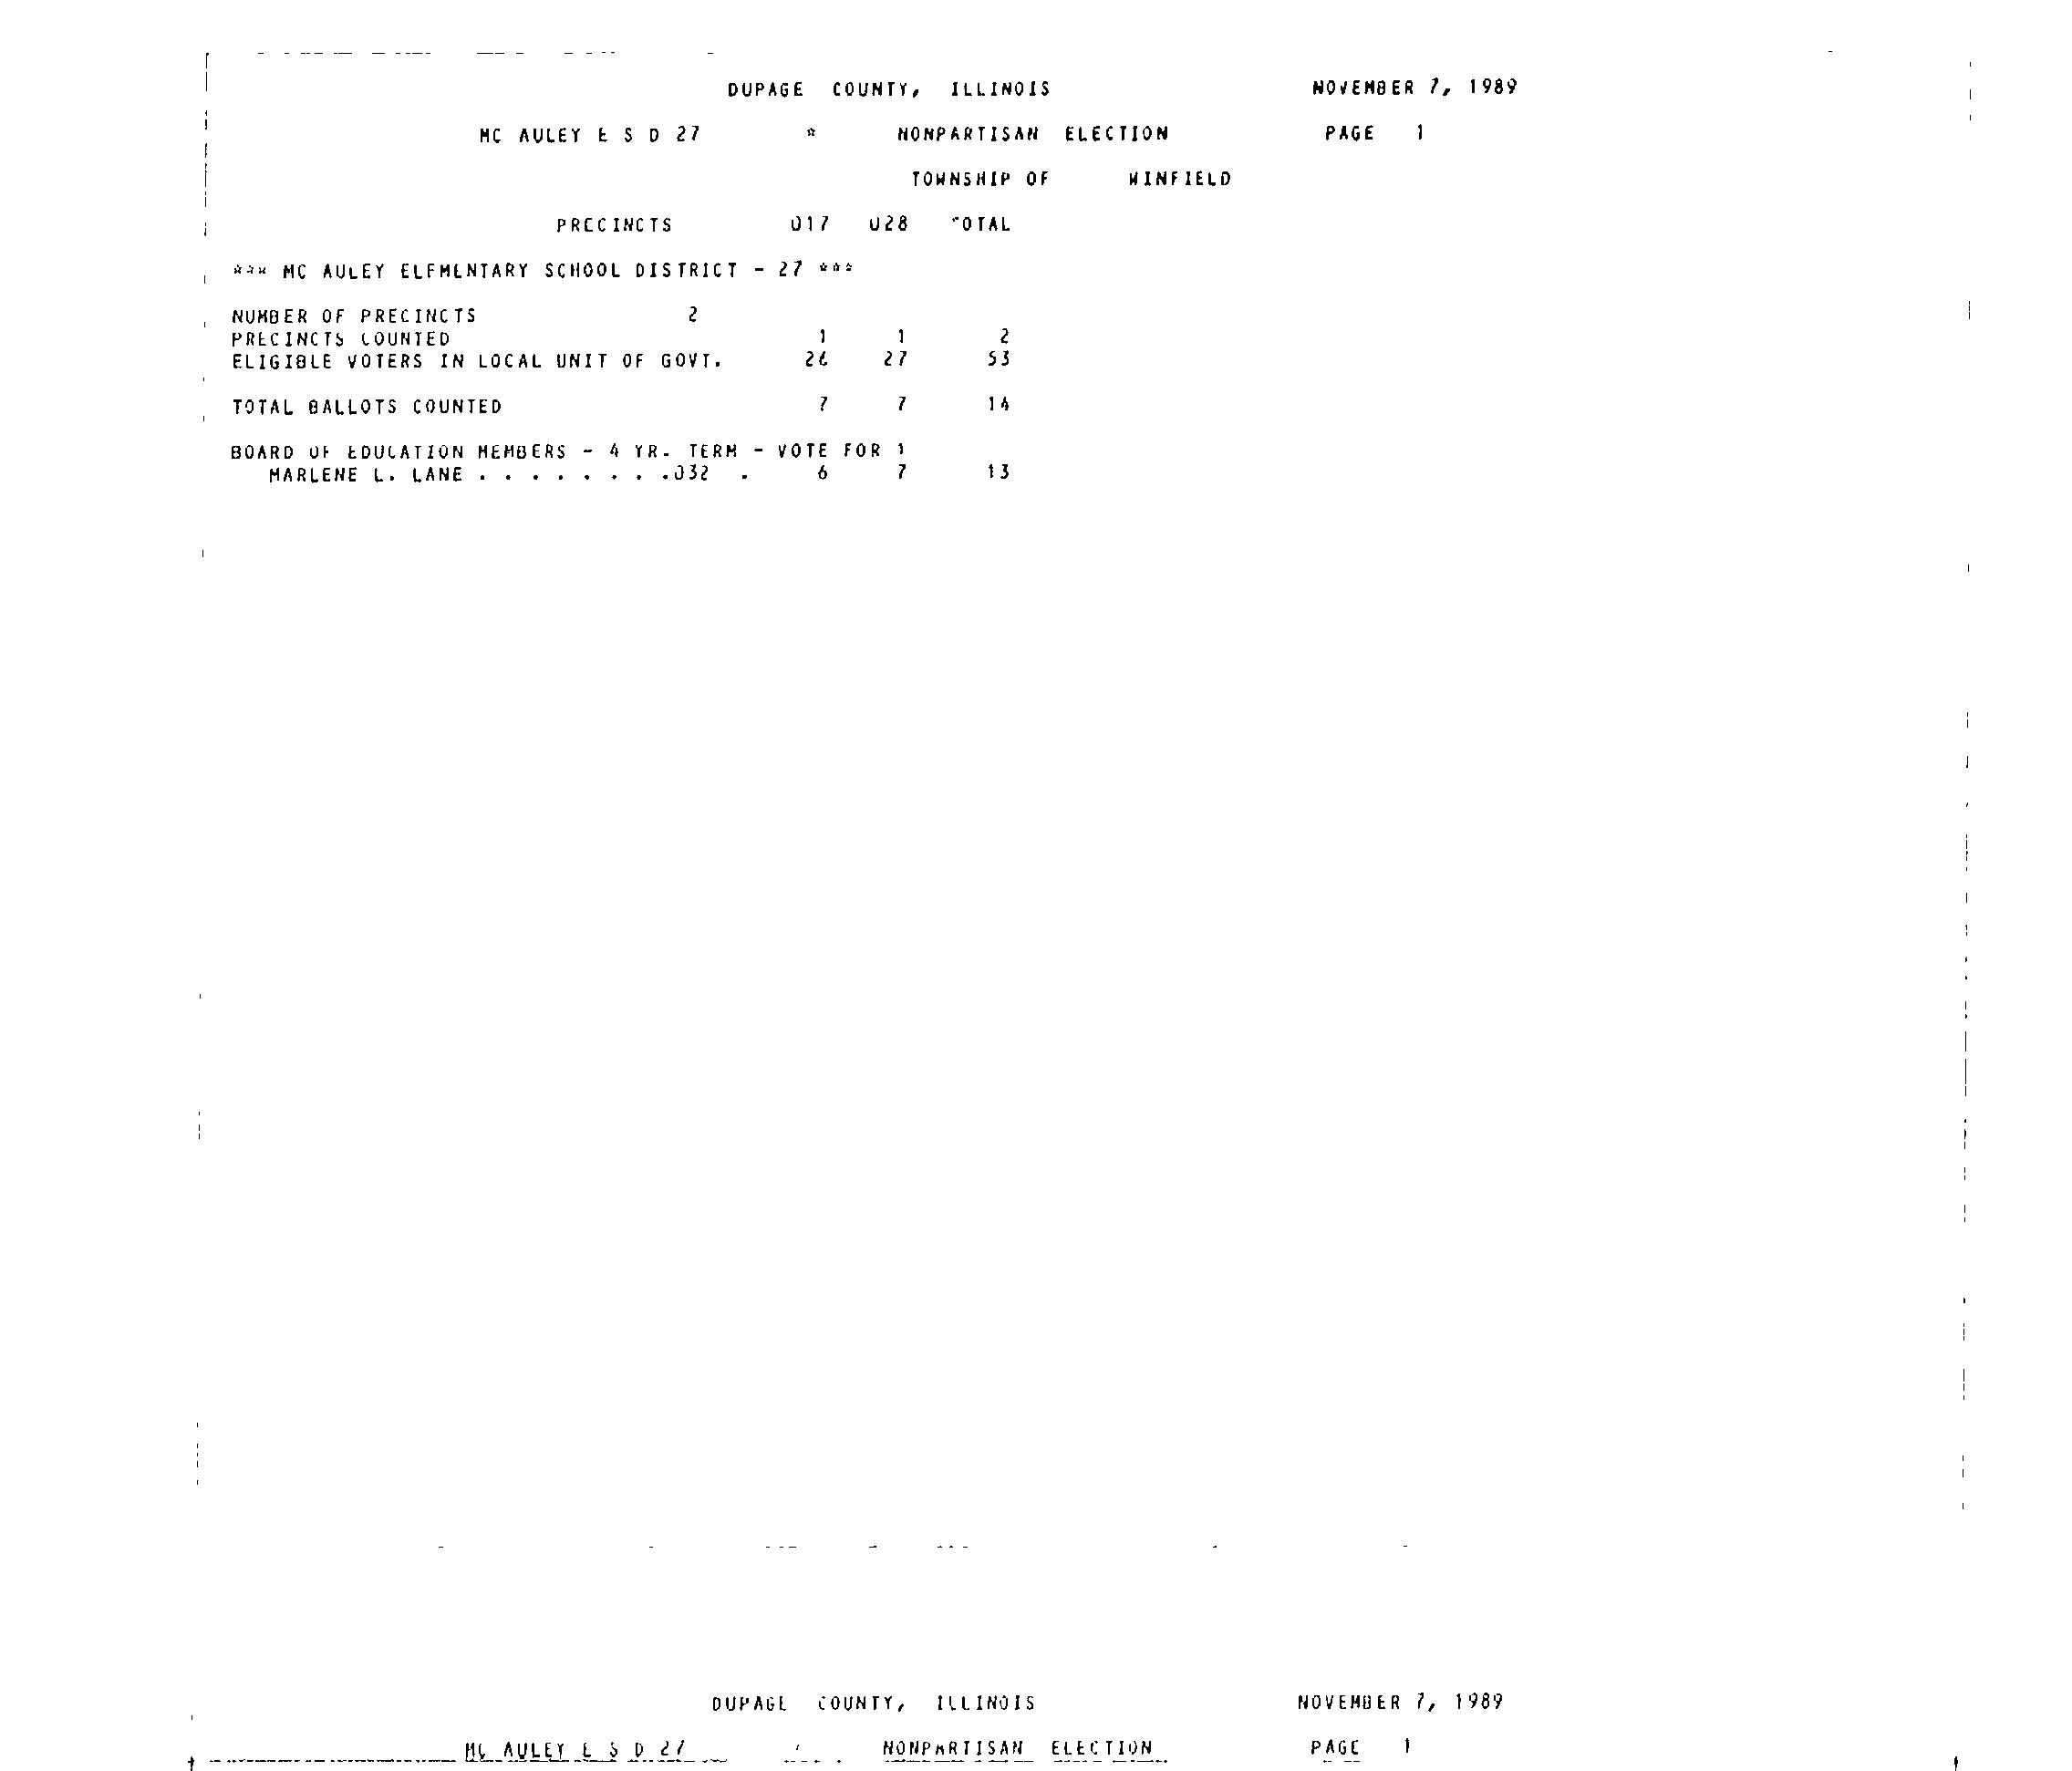 DUPAGE COUNTY, ILLINOIS NOVEMBER 7, 1989
MC AULEY E S D 27 * NONPARTISAN ELECTION PAGE 1
TOWNSHIP OF WINFIELD
PRECINCTS 017 028 TOTAL
*** MC AULEY ELEMENTARY SCHOOL DISTRICT - 27 ***
NUMBER OF PRECINCTS 2
PRECINCTS COUNTED 1 1 2
ELIGIBLE VOTERS IN LOCAL UNIT OF GOVT. 26 27 53
TOTAL BALLOTS COUNTED 7 7 14
BOARD OF EDUCATION MEMBERS - 4 YR. TERM - VOTE FOR 1
MARLENE L. LANE . . . . . . . .032 . 6 7 13
DUPAGE COUNTY, ILLINOIS NOVEMBER 7, 1989
MC AULEY E S D 27 NONPARTISAN ELECTION PAGE 1